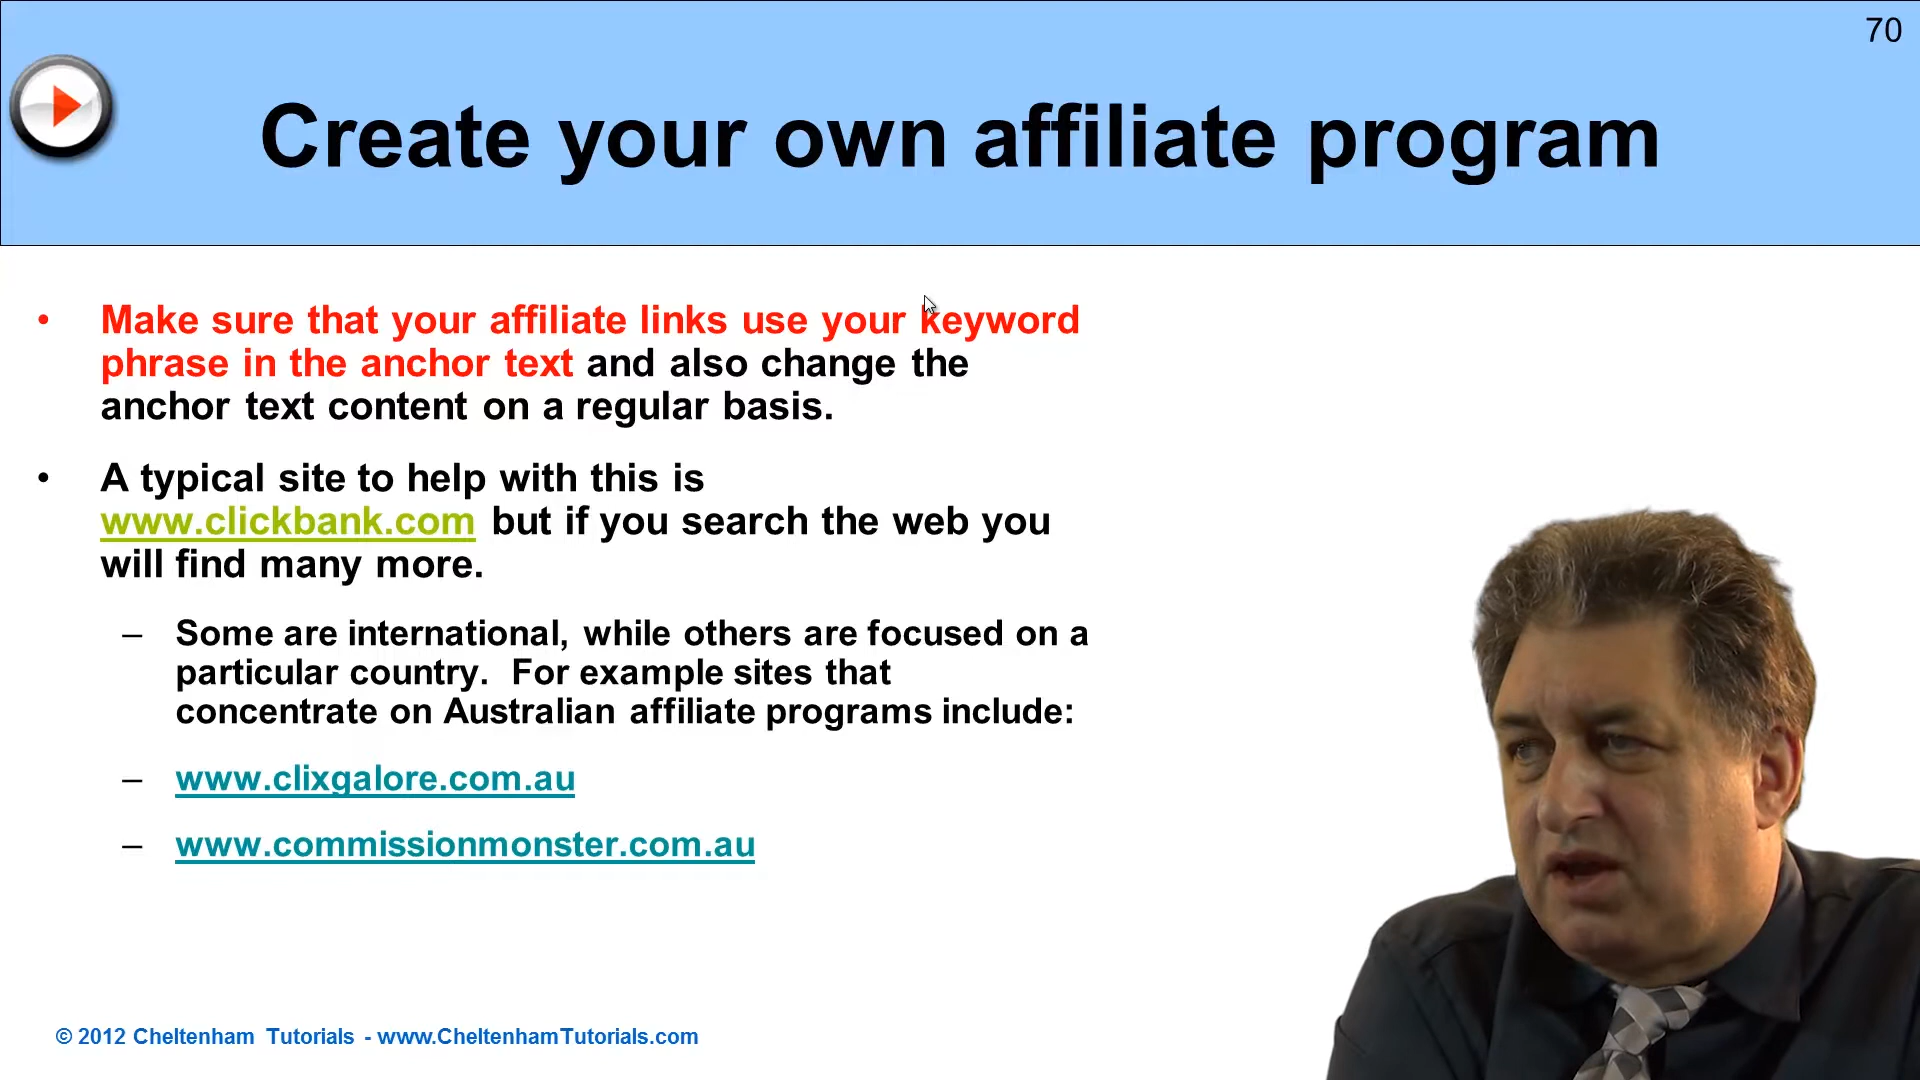 70
Create your own affiliate program
• Make sure that your affiliate links use your keyword
phrase in the anchor text and also change the
anchor text content on a regular basis.
• A typical site to help with this is
www.clickbank.com but if you search the web you
will find many more.
– Some are international, while others are focused on a
particular country.  For example sites that
concentrate on Australian affiliate programs include:
– www.clixgalore.com.au
– www.commissionmonster.com.au
© 2012 Cheltenham Tutorials - www.CheltenhamTutorials.com